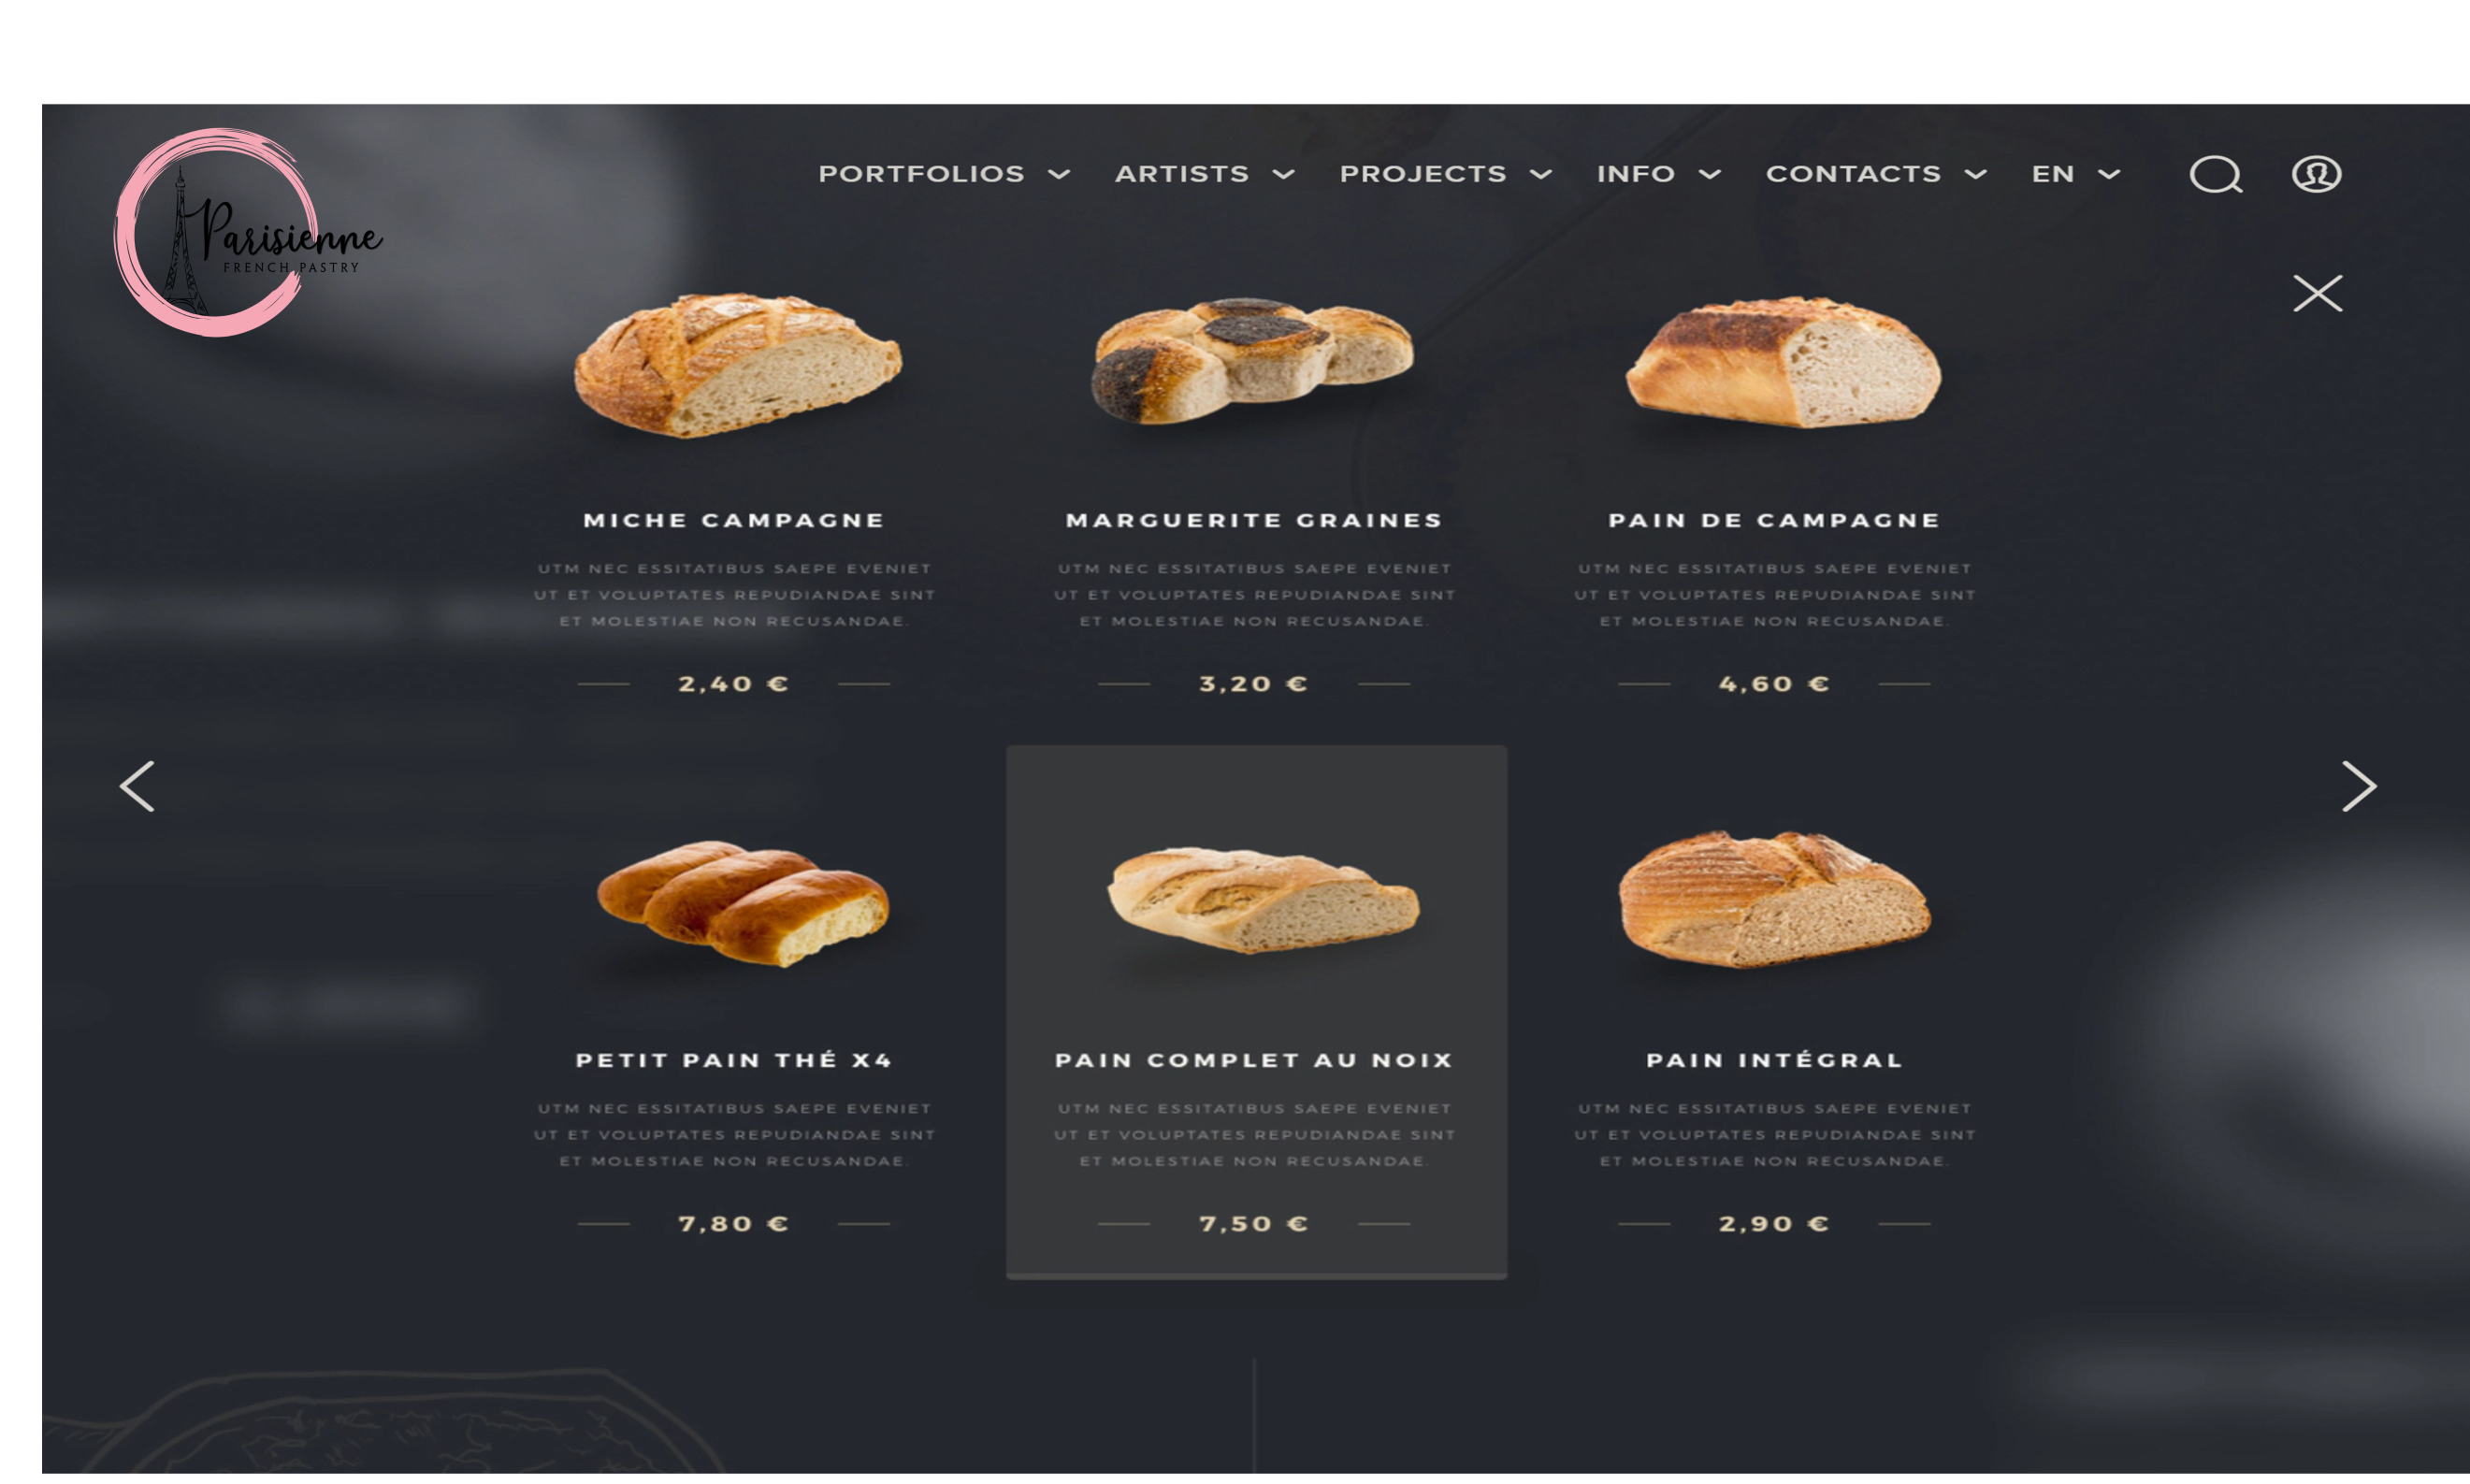 Parisienne
FRENCH PASTRY
PORTFOLIOS ARTISTS PROJECTS INFO CONTACTS EN
MICHE CAMPAGNE
UTM NEC ESSITATIBUS SAEPE EVENIET
UT ET VOLUPTATES REPUDIANDAE SINT
ET MOLESTIAE NON RECUSANDAE.
2,40 €
MARGUERITE GRAINES
UTM NEC ESSITATIBUS SAEPE EVENIET
UT ET VOLUPTATES REPUDIANDAE SINT
ET MOLESTIAE NON RECUSANDAE.
3,20 €
PAIN DE CAMPAGNE
UTM NEC ESSITATIBUS SAEPE EVENIET
UT ET VOLUPTATES REPUDIANDAE SINT
ET MOLESTIAE NON RECUSANDAE.
4,60 €
PETIT PAIN THÉ X4
UTM NEC ESSITATIBUS SAEPE EVENIET
UT ET VOLUPTATES REPUDIANDAE SINT
ET MOLESTIAE NON RECUSANDAE.
7,80 €
PAIN COMPLET AU NOIX
UTM NEC ESSITATIBUS SAEPE EVENIET
UT ET VOLUPTATES REPUDIANDAE SINT
ET MOLESTIAE NON RECUSANDAE.
7,50 €
PAIN INTÉGRAL
UTM NEC ESSITATIBUS SAEPE EVENIET
UT ET VOLUPTATES REPUDIANDAE SINT
ET MOLESTIAE NON RECUSANDAE.
2,90 €